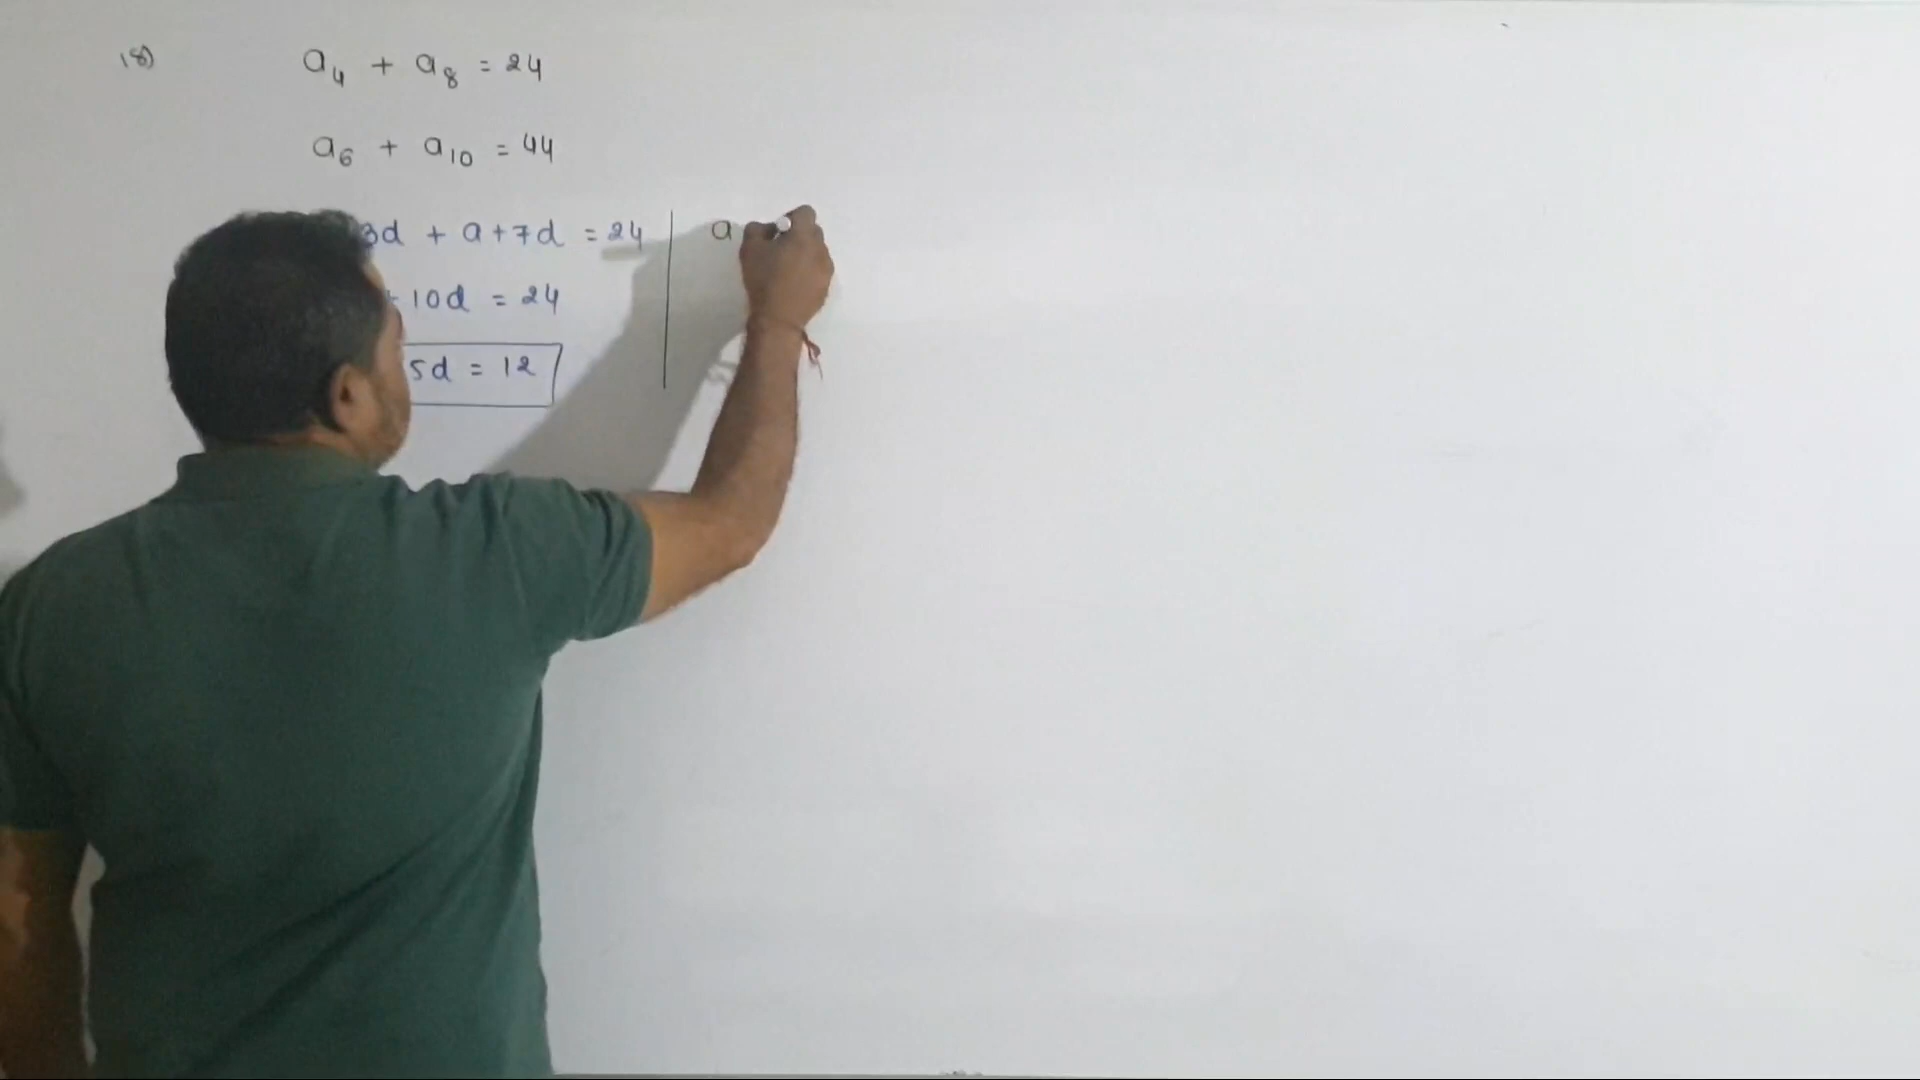 18)
a₄ + a₈ = 24
a₆ + a₁₀ = 44
3d + a+7d = 24
+ 10d = 24
5d = 12
a